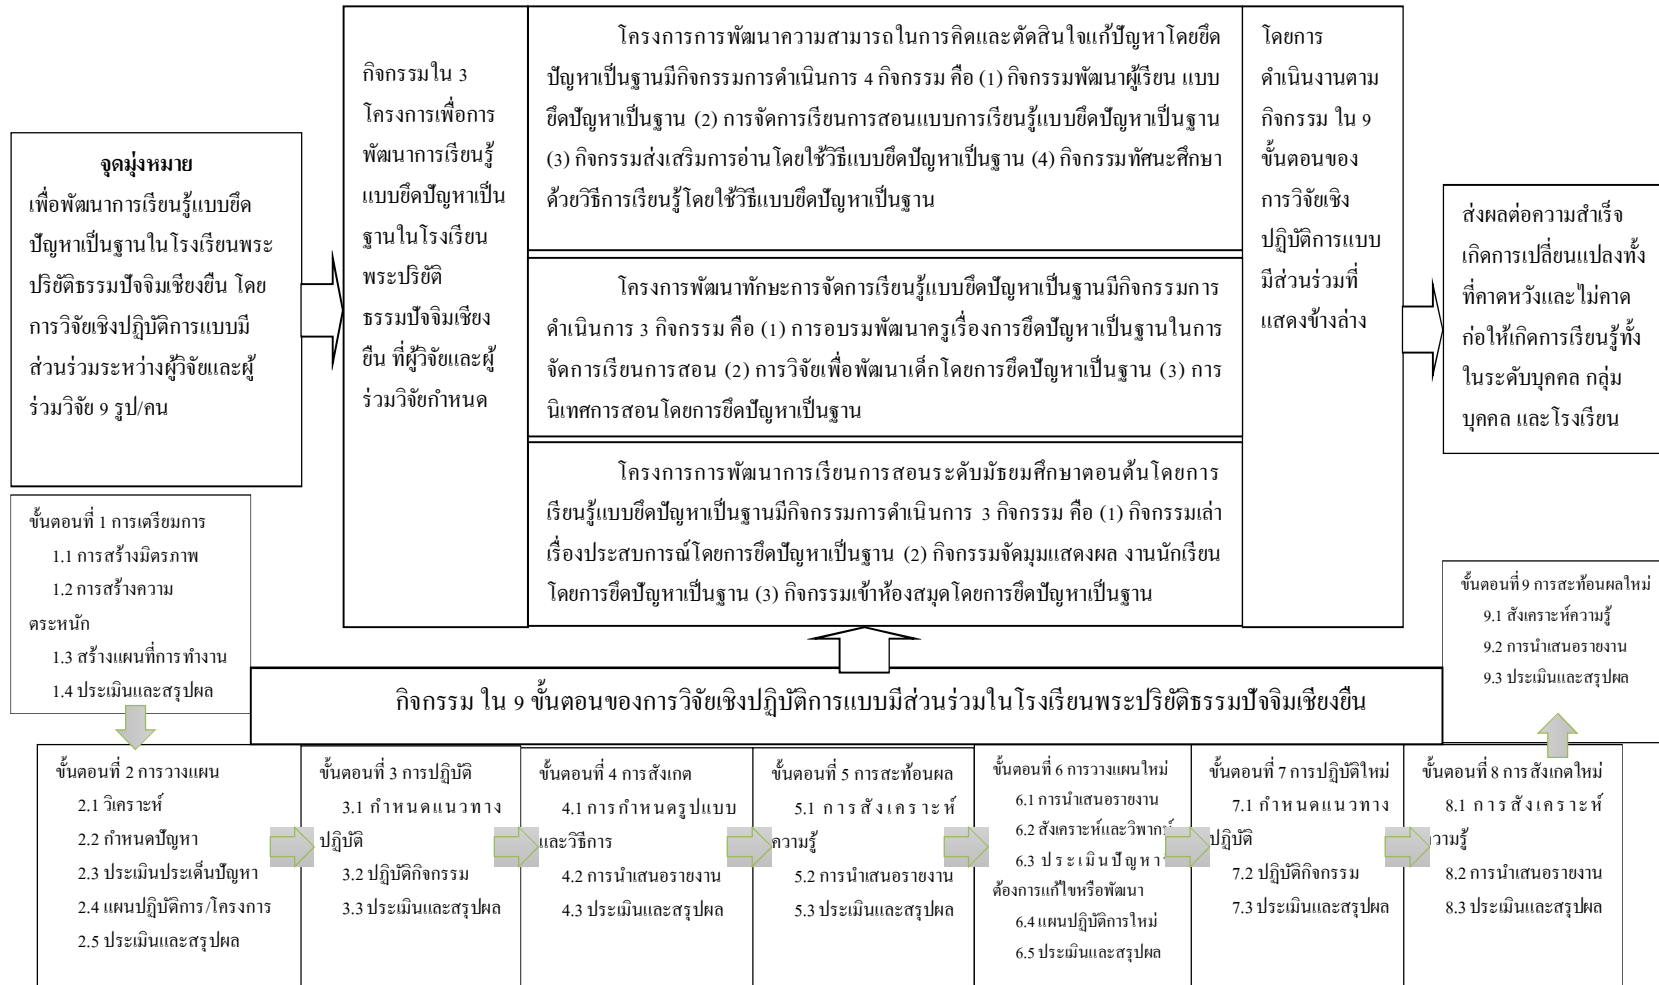 จุดมุ่งหมาย
เพื่อพัฒนาการเรียนรู้แบบยึด
ปัญหาเป็นฐานในโรงเรียนพระ
ปริยัติธรรมปัจจิมเชียงยืน โดย
การวิจัยเชิงปฏิบัติการแบบมี
ส่วนร่วมระหว่างผู้วิจัยและผู้
ร่วมวิจัย 9 รูป/คน
กิจกรรมใน 3
โครงการเพื่อการ
พัฒนาการเรียนรู้
แบบยึดปัญหาเป็น
ฐานในโรงเรียน
พระปริยัติ
ธรรมปัจจิมเชียง
ยืน ที่ผู้วิจัยและผู้
ร่วมวิจัยกำหนด
โครงการการพัฒนาความสามารถในการคิดและตัดสินใจแก้ปัญหาโดยยึด
ปัญหาเป็นฐานมีกิจกรรมการดำเนินการ 4 กิจกรรม คือ (1) กิจกรรมพัฒนาผู้เรียน แบบ
ยึดปัญหาเป็นฐาน (2) การจัดการเรียนการสอนแบบการเรียนรู้แบบยึดปัญหาเป็นฐาน
(3) กิจกรรมส่งเสริมการอ่านโดยใช้วิธีแบบยึดปัญหาเป็นฐาน (4) กิจกรรมทัศนะศึกษา
ด้วยวิธีการเรียนรู้โดยใช้วิธีแบบยึดปัญหาเป็นฐาน
โครงการพัฒนาทักษะการจัดการเรียนรู้แบบยึดปัญหาเป็นฐานมีกิจกรรมการ
ดำเนินการ 3 กิจกรรม คือ (1) การอบรมพัฒนาครูเรื่องการยึดปัญหาเป็นฐานในการ
จัดการเรียนการสอน (2) การวิจัยเพื่อพัฒนาเด็กโดยการยึดปัญหาเป็นฐาน (3) การ
นิเทศการสอนโดยการยึดปัญหาเป็นฐาน
โครงการการพัฒนาการเรียนการสอนระดับมัธยมศึกษาตอนต้นโดยการ
เรียนรู้แบบยึดปัญหาเป็นฐานมีกิจกรรมการดำเนินการ 3 กิจกรรม คือ (1) กิจกรรมเล่า
เรื่องประสบการณ์โดยการยึดปัญหาเป็นฐาน (2) กิจกรรมจัดมุมแสดงผล งานนักเรียน
โดยการยึดปัญหาเป็นฐาน (3) กิจกรรมเข้าห้องสมุดโดยการยึดปัญหาเป็นฐาน
โดยการ
ดำเนินงานตาม
กิจกรรม ใน 9
ขั้นตอนของ
การวิจัยเชิง
ปฏิบัติการแบบ
มีส่วนร่วมที่
แสดงข้างล่าง
ส่งผลต่อความสำเร็จ
เกิดการเปลี่ยนแปลงทั้ง
ที่คาดหวังและไม่คาด
ก่อให้เกิดการเรียนรู้ทั้ง
ในระดับบุคคล กลุ่ม
บุคคล และโรงเรียน
กิจกรรม ใน 9 ขั้นตอนของการวิจัยเชิงปฏิบัติการแบบมีส่วนร่วมในโรงเรียนพระปริยัติธรรมปัจจิมเชียงยืน
ขั้นตอนที่ 1 การเตรียมการ
1.1 การสร้างมิตรภาพ
1.2 การสร้างความ
ตระหนัก
1.3 สร้างแผนที่การทำงาน
1.4 ประเมินและสรุปผล
ขั้นตอนที่ 2 การวางแผน
2.1 วิเคราะห์
2.2 กำหนดปัญหา
2.3 ประเมินประเด็นปัญหา
2.4 แผนปฏิบัติการ/โครงการ
2.5 ประเมินและสรุปผล
ขั้นตอนที่ 3 การปฏิบัติ
3.1 กำหนดแนวทาง
ปฏิบัติ
3.2 ปฏิบัติกิจกรรม
3.3 ประเมินและสรุปผล
ขั้นตอนที่ 4 การสังเกต
4.1 การกำหนดรูปแบบ
และวิธีการ
4.2 การนำเสนอรายงาน
4.3 ประเมินและสรุปผล
ขั้นตอนที่ 5 การสะท้อนผล
5.1 การสังเคราะห์
ความรู้
5.2 การนำเสนอรายงาน
5.3 ประเมินและสรุปผล
ขั้นตอนที่ 6 การวางแผนใหม่
6.1 การนำเสนอรายงาน
6.2 สังเคราะห์และวิพากษ์
6.3 ประเมินปัญหา
ต้องการแก้ไขหรือพัฒนา
6.4 แผนปฏิบัติการใหม่
6.5 ประเมินและสรุปผล
ขั้นตอนที่ 7 การปฏิบัติใหม่
7.1 กำหนดแนวทาง
ปฏิบัติ
7.2 ปฏิบัติกิจกรรม
7.3 ประเมินและสรุปผล
ขั้นตอนที่ 8 การสังเกตใหม่
8.1 การสังเคราะห์
ความรู้
8.2 การนำเสนอรายงาน
8.3 ประเมินและสรุปผล
ขั้นตอนที่ 9 การสะท้อนผลใหม่
9.1 สังเคราะห์ความรู้
9.2 การนำเสนอรายงาน
9.3 ประเมินและสรุปผล